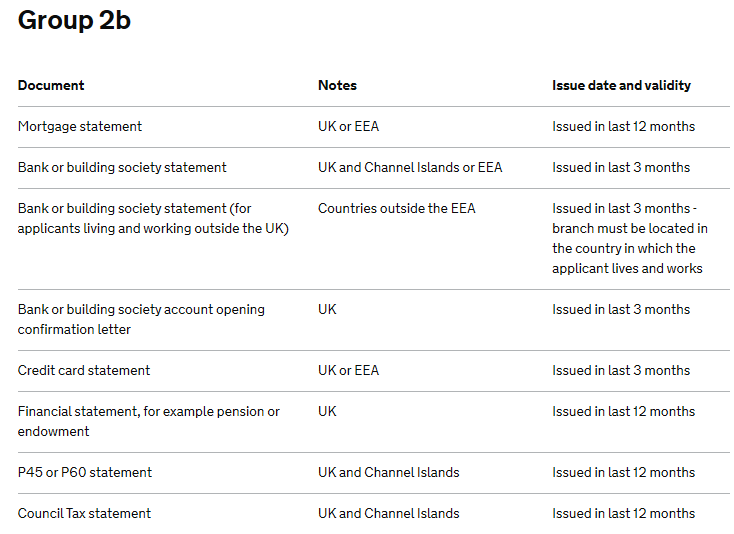 Group 2b
Document Notes Issue date and validity
Mortgage statement UK or EEA Issued in last 12 months
Bank or building society statement UK and Channel Islands or EEA Issued in last 3 months
Bank or building society statement (for Countries outside the EEA Issued in last 3 months -
applicants living and working outside the UK) branch must be located in
the country in which the
applicant lives and works
Bank or building society account opening UK Issued in last 3 months
confirmation letter
Credit card statement UK or EEA Issued in last 3 months
Financial statement, for example pension or UK Issued in last 12 months
endowment
P45 or P60 statement UK and Channel Islands Issued in last 12 months
Council Tax statement UK and Channel Islands Issued in last 12 months